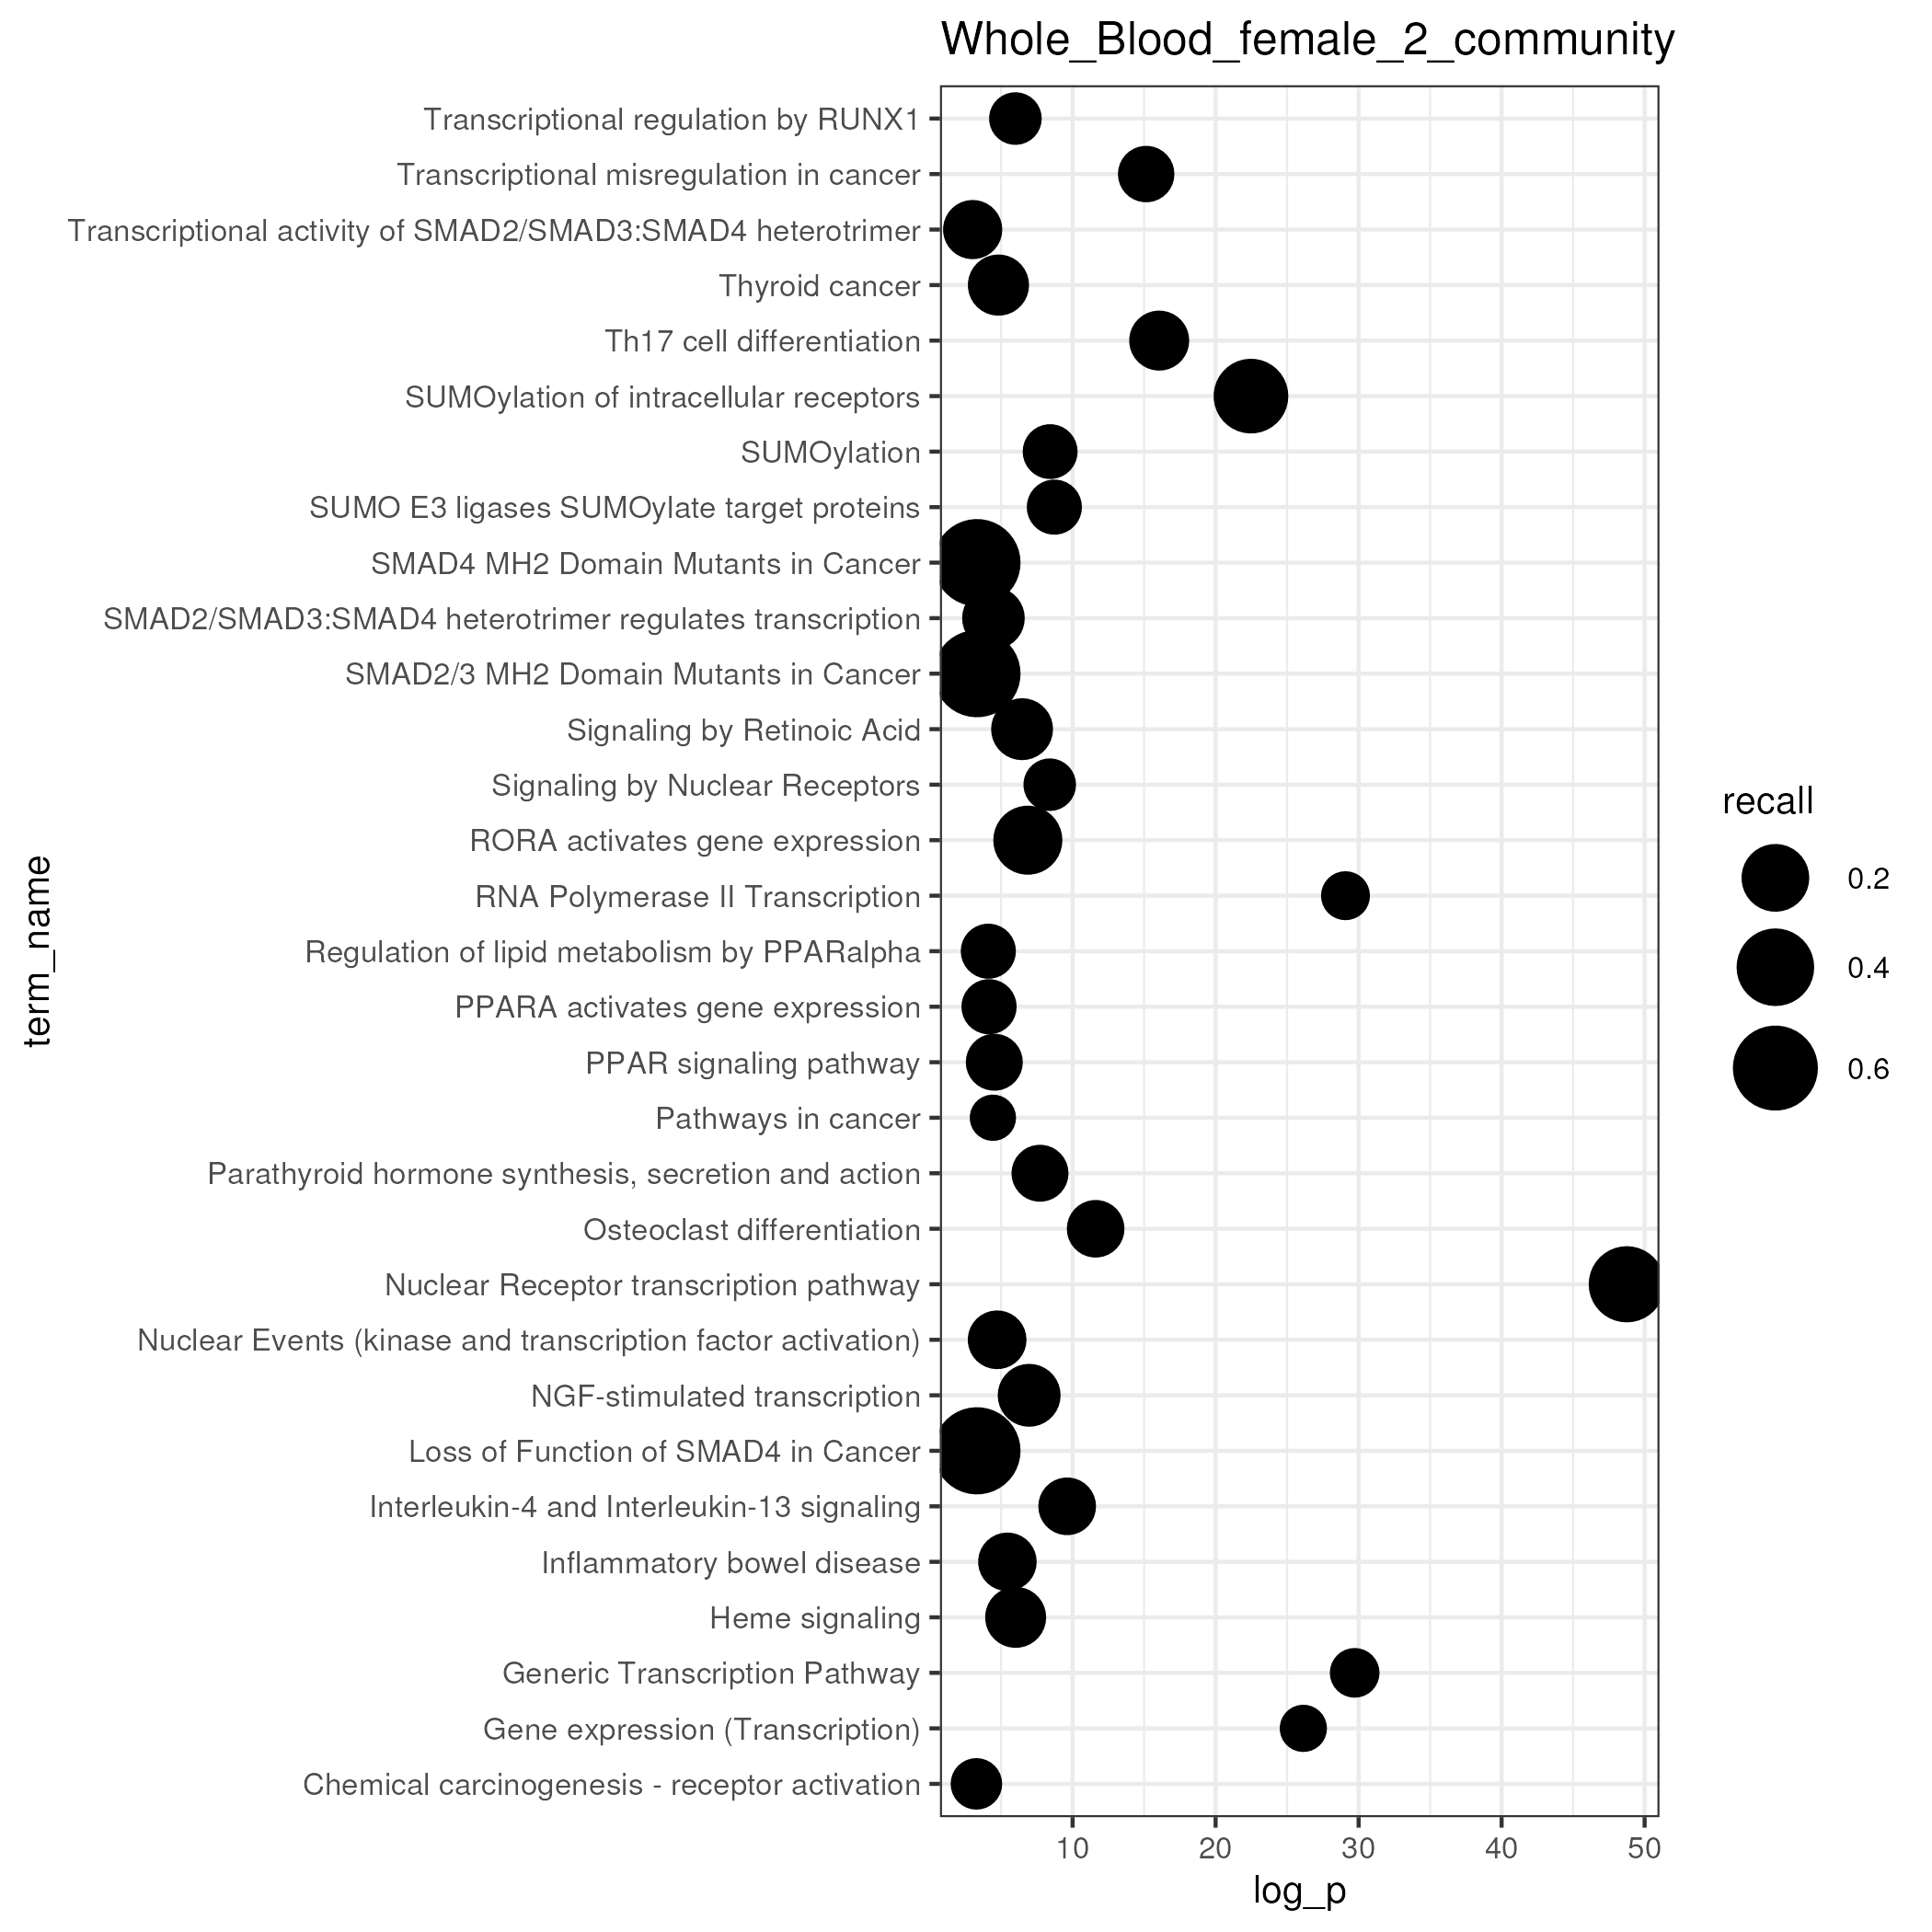 Whole_Blood_female_2_community
Transcriptional regulation by RUNX1
Transcriptional misregulation in cancer
Transcriptional activity of SMAD2/SMAD3:SMAD4 heterotrimer
Thyroid cancer
Th17 cell differentiation
SUMOylation of intracellular receptors
SUMOylation
SUMO E3 ligases SUMOylate target proteins
SMAD4 MH2 Domain Mutants in Cancer
SMAD2/SMAD3:SMAD4 heterotrimer regulates transcription
SMAD2/3 MH2 Domain Mutants in Cancer
Signaling by Retinoic Acid
Signaling by Nuclear Receptors
RORA activates gene expression
RNA Polymerase II Transcription
Regulation of lipid metabolism by PPARalpha
PPARA activates gene expression
PPAR signaling pathway
Pathways in cancer
Parathyroid hormone synthesis, secretion and action
Osteoclast differentiation
Nuclear Receptor transcription pathway
Nuclear Events (kinase and transcription factor activation)
NGF-stimulated transcription
Loss of Function of SMAD4 in Cancer
Interleukin-4 and Interleukin-13 signaling
Inflammatory bowel disease
Heme signaling
Generic Transcription Pathway
Gene expression (Transcription)
Chemical carcinogenesis - receptor activation
term_name
10 20 30 40 50
log_p
recall
0.2
0.4
0.6